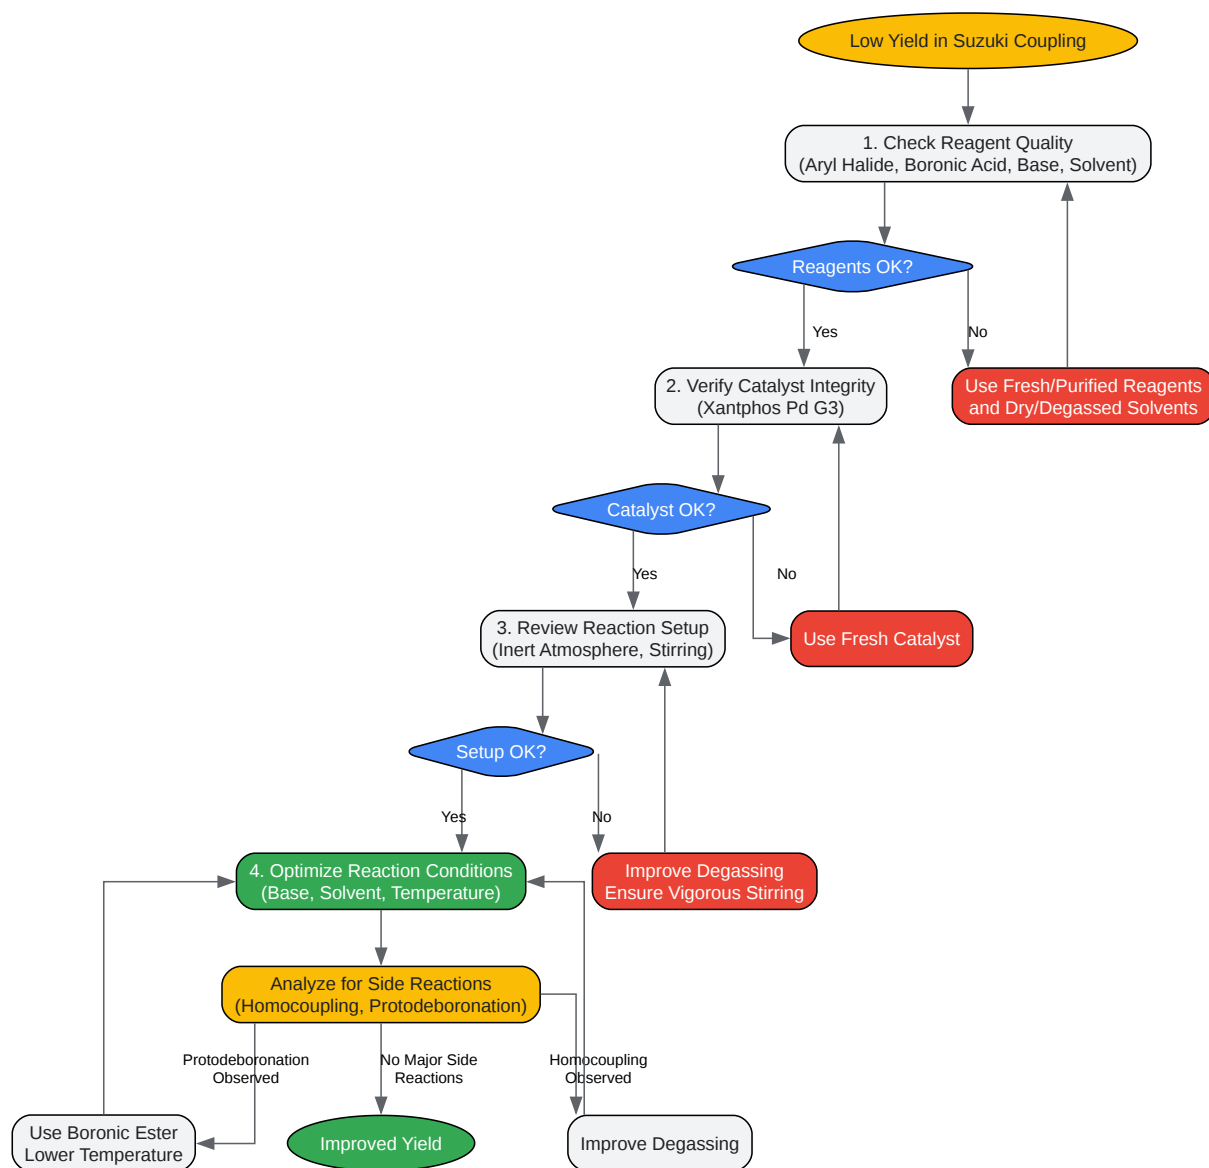 Low Yield in Suzuki Coupling
1. Check Reagent Quality
(Aryl Halide, Boronic Acid, Base, Solvent)
Reagents OK?
Yes
No
2. Verify Catalyst Integrity
(Xantphos Pd G3)
Use Fresh/Purified Reagents
and Dry/Degassed Solvents
Catalyst OK?
Yes
No
3. Review Reaction Setup
(Inert Atmosphere, Stirring)
Use Fresh Catalyst
Setup OK?
Yes
No
4. Optimize Reaction Conditions
(Base, Solvent, Temperature)
Improve Degassing
Ensure Vigorous Stirring
Analyze for Side Reactions
(Homocoupling, Protodeboronation)
Protodeboronation
Observed
No Major Side
Reactions
Homocoupling
Observed
Use Boronic Ester
Lower Temperature
Improved Yield
Improve Degassing